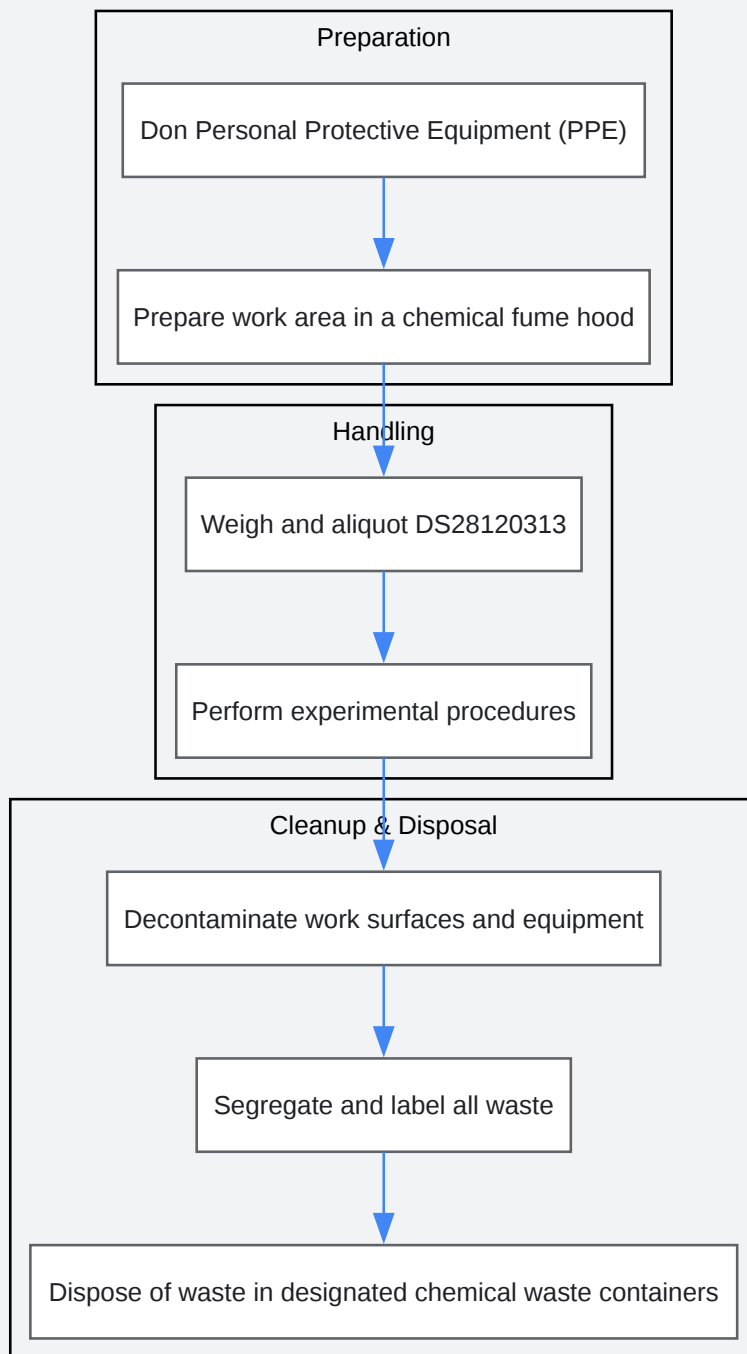 Preparation
Don Personal Protective Equipment (PPE)
Prepare work area in a chemical fume hood
Handling
Weigh and aliquot DS28120313
Perform experimental procedures
Cleanup & Disposal
Decontaminate work surfaces and equipment
Segregate and label all waste
Dispose of waste in designated chemical waste containers